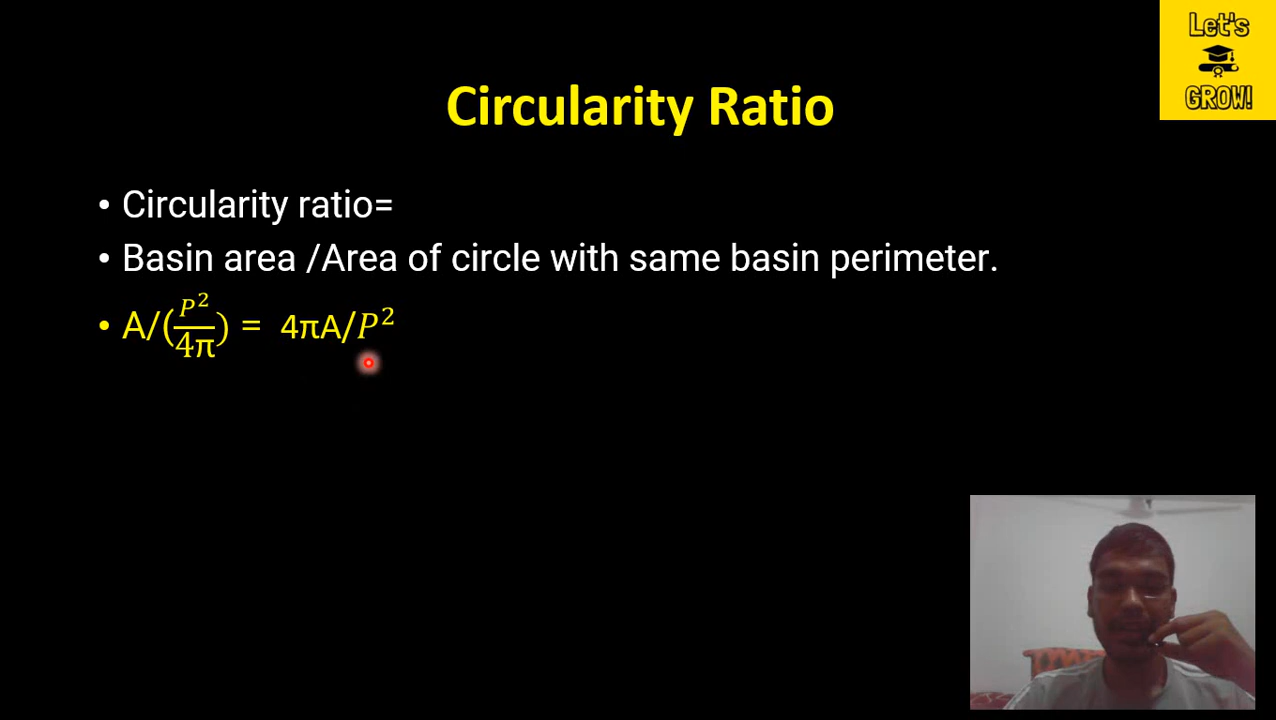 Let's
GROW!
Circularity Ratio
• Circularity ratio=
• Basin area /Area of circle with same basin perimeter.
• A/(P²/4π) = 4πA/P²